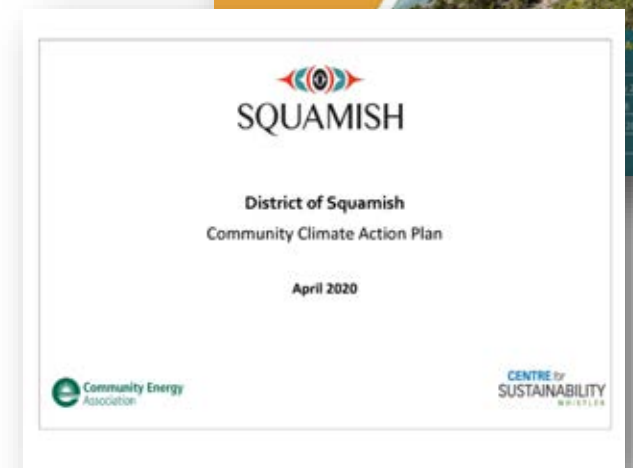 SQUAMISH
District of Squamish
Community Climate Action Plan
April 2020
Community Energy
Association
CENTRE for
SUSTAINABILITY
WHISTLER